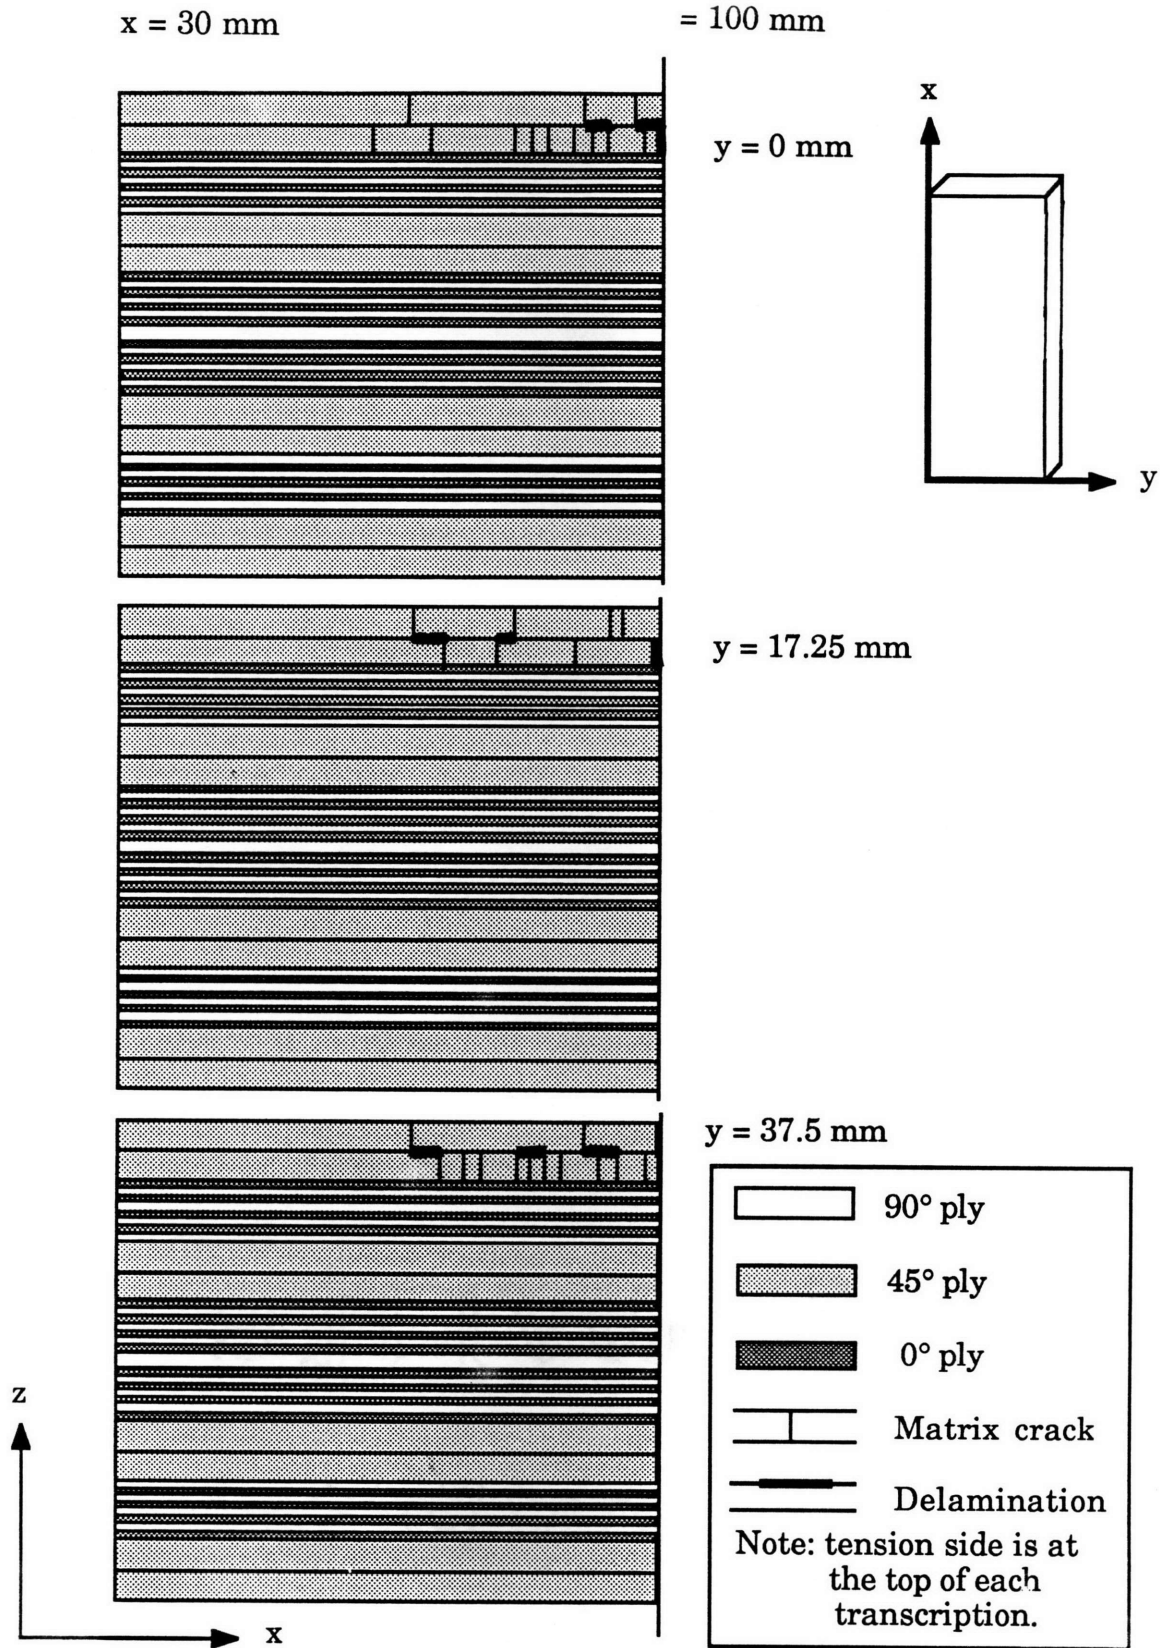 x = 30 mm
= 100 mm
x
y = 0 mm
y
y = 17.25 mm
y = 37.5 mm
90° ply
45° ply
0° ply
z
Matrix crack
Delamination
Note: tension side is at
the top of each
transcription.
x